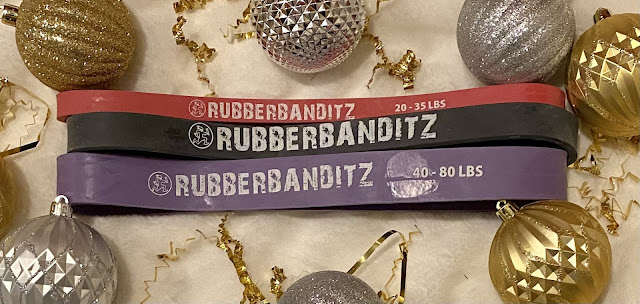 RUBBERBANDITZ 20 - 35 LBS
RUBBERBANDITZ
RUBBERBANDITZ 40 - 80 LBS